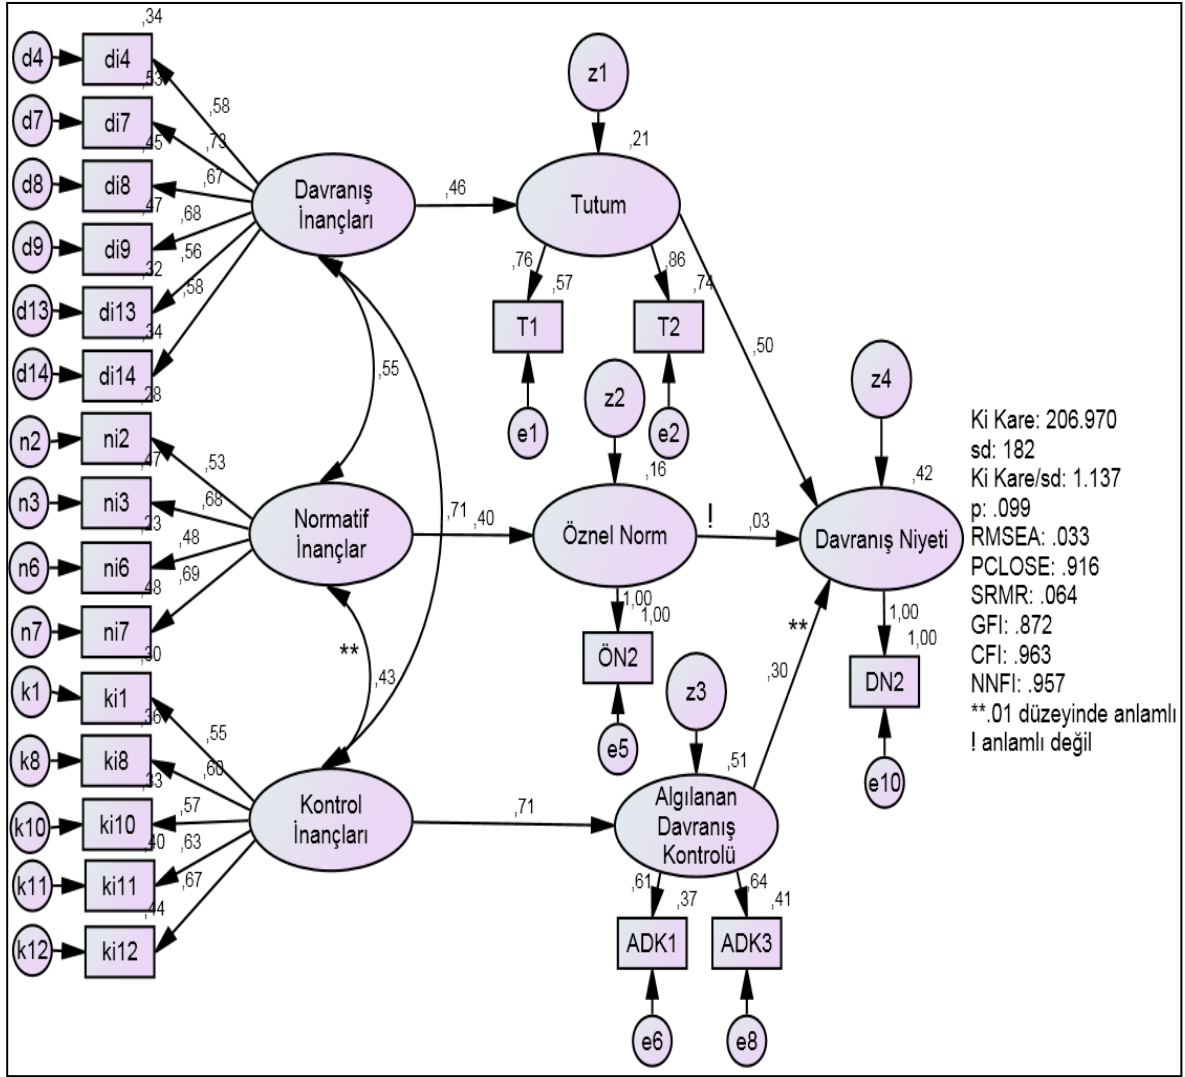 ,34
d4
di4
,53
,58
d7
di7
,45
,73
d8
di8
,67
,47
d9
di9
,68
,32
,56
d13
di13
,58
,34
d14
di14
,28
Davranış
İnançları
,46
z1
,21
Tutum
,76
,57
,86
,74
T1
T2
e1
e2
,50
,55
n2
ni2
,47
,53
n3
ni3
,68
,23
n6
ni6
,48
,69
,48
n7
ni7
,30
Normatif
İnançlar
,71
,40
z2
,16
Öznel Norm
!
,03
1,00
1,00
ÖN2
e5
z4
,42
Davranış Niyeti
1,00
1,00
DN2
e10
**
,43
**
,30
k1
ki1
,36
,55
k8
ki8
,60
,33
k10
ki10
,57
,40
,63
k11
ki11
,67
,44
k12
ki12
Kontrol
İnançları
,71
z3
,51
Algılanan
Davranış
Kontrolü
,61
,37
,64
,41
ADK1
ADK3
e6
e8
Ki Kare: 206.970
sd: 182
Ki Kare/sd: 1.137
p: .099
RMSEA: .033
PCLOSE: .916
SRMR: .064
GFI: .872
CFI: .963
NNFI: .957
**.01 düzeyinde anlamlı
! anlamlı değil